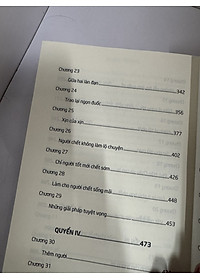 Chương 23
Giữa hai làn đạn 342
Chương 24
Trao lại ngọn đuốc 356
Chương 25
Xin của xin 377
Chương 26
Người chết không làm lộ chuyện 402
Chương 27
Chỉ người tốt mới chết sớm 426
Chương 28
Làm cho người chết sống mãi 448
Chương 29
Những giải pháp tuyệt vọng 453
QUYỂN IV 473
Chương 30
Thêm người
Chương 31